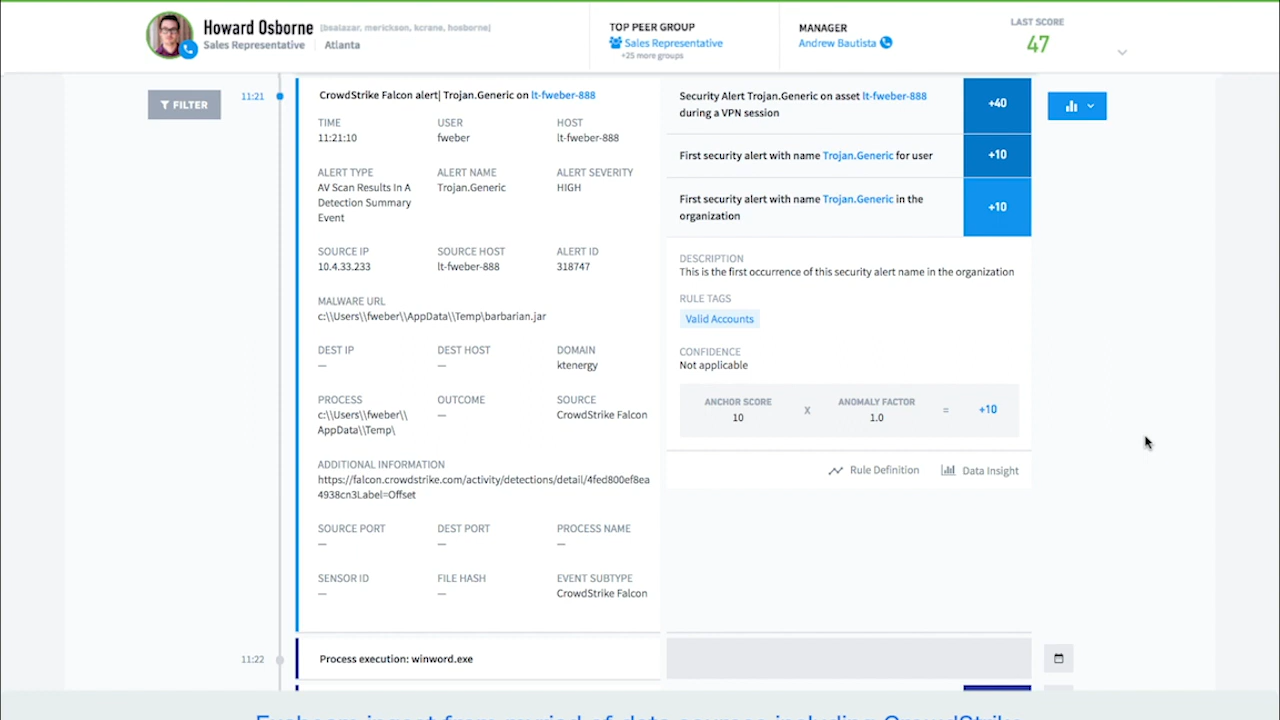 Howard Osborne [bsalazar, merickson, kcrane, hosborne]
Sales Representative Atlanta
TOP PEER GROUP
Sales Representative
+25 more groups
MANAGER
Andrew Bautista
LAST SCORE
47
FILTER
11:21
CrowdStrike Falcon alert| Trojan.Generic on lt-fweber-888
TIME USER HOST
11:21:10 fweber lt-fweber-888
ALERT TYPE ALERT NAME ALERT SEVERITY
AV Scan Results In A Trojan.Generic HIGH
Detection Summary
Event
SOURCE IP SOURCE HOST ALERT ID
10.4.33.233 lt-fweber-888 318747
MALWARE URL
c:\\Users\\fweber\\AppData\\Temp\barbarian.jar
DEST IP DEST HOST DOMAIN
— — ktenergy
PROCESS OUTCOME SOURCE
c:\\Users\\fweber\\ — CrowdStrike Falcon
AppData\\Temp\
ADDITIONAL INFORMATION
https://falcon.crowdstrike.com/activity/detections/detail/4fed800ef8ea
4938cn3Label=Offset
SOURCE PORT DEST PORT PROCESS NAME
— — —
SENSOR ID FILE HASH EVENT SUBTYPE
— — CrowdStrike Falcon
Security Alert Trojan.Generic on asset lt-fweber-888
during a VPN session
+40
First security alert with name Trojan.Generic for user
+10
First security alert with name Trojan.Generic in the
organization
+10
DESCRIPTION
This is the first occurrence of this security alert name in the organization
RULE TAGS
Valid Accounts
CONFIDENCE
Not applicable
ANCHOR SCORE ANOMALY FACTOR
10 X 1.0 = +10
Rule Definition Data Insight
11:22
Process execution: winword.exe
Exabeam ingest from myriad of data sources including CrowdStrike